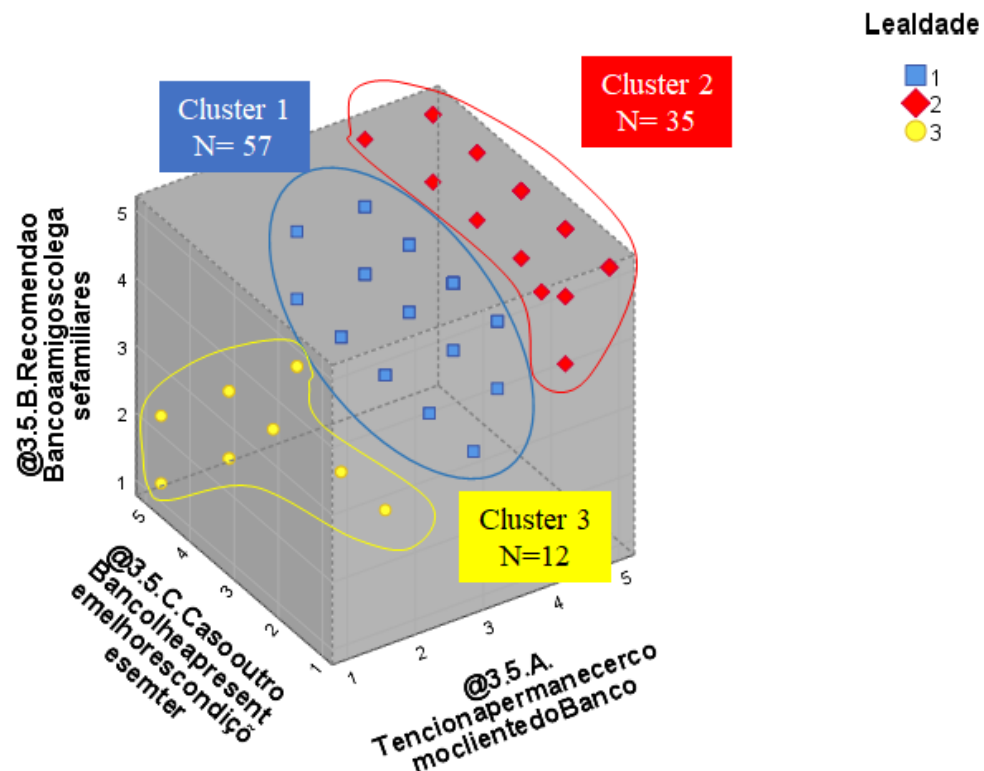 Lealdade
1
2
3
Cluster 1
N= 57
Cluster 2
N= 35
Cluster 3
N=12
@3.5.B.Recomendao
Bancoaamigoscolega
sefamiliares
5
4
3
2
1
5
4
3
2
1
@3.5.C.Casooutro
Bancolheapresent
emelhorescondiçõ
esemter
1
2
3
4
5
@3.5.A.
Tencionapermanecerco
moclientedoBanco